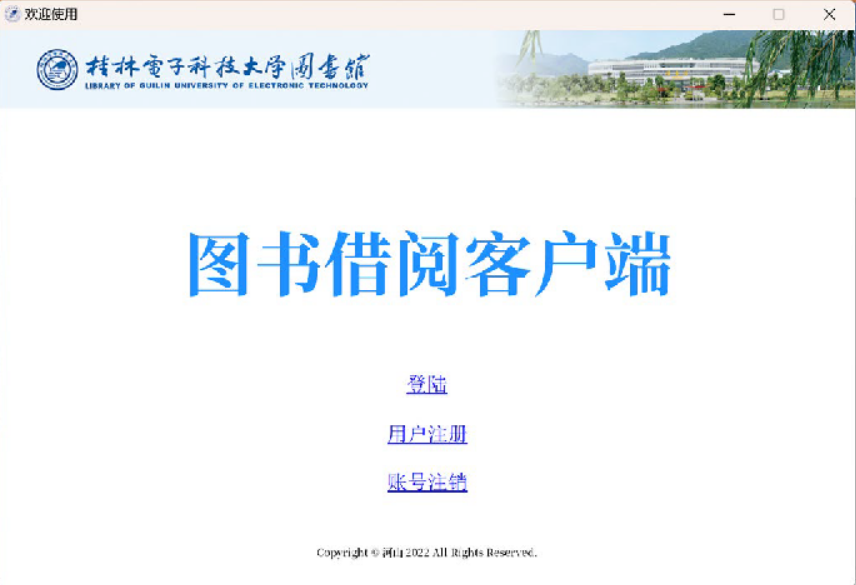 欢迎使用
桂林電子科技大学圖書館
LIBRARY OF GUILIN UNIVERSITY OF ELECTRONIC TECHNOLOGY
图书借阅客户端
登陆
用户注册
账号注销
Copyright © 河山 2022 All Rights Reserved.